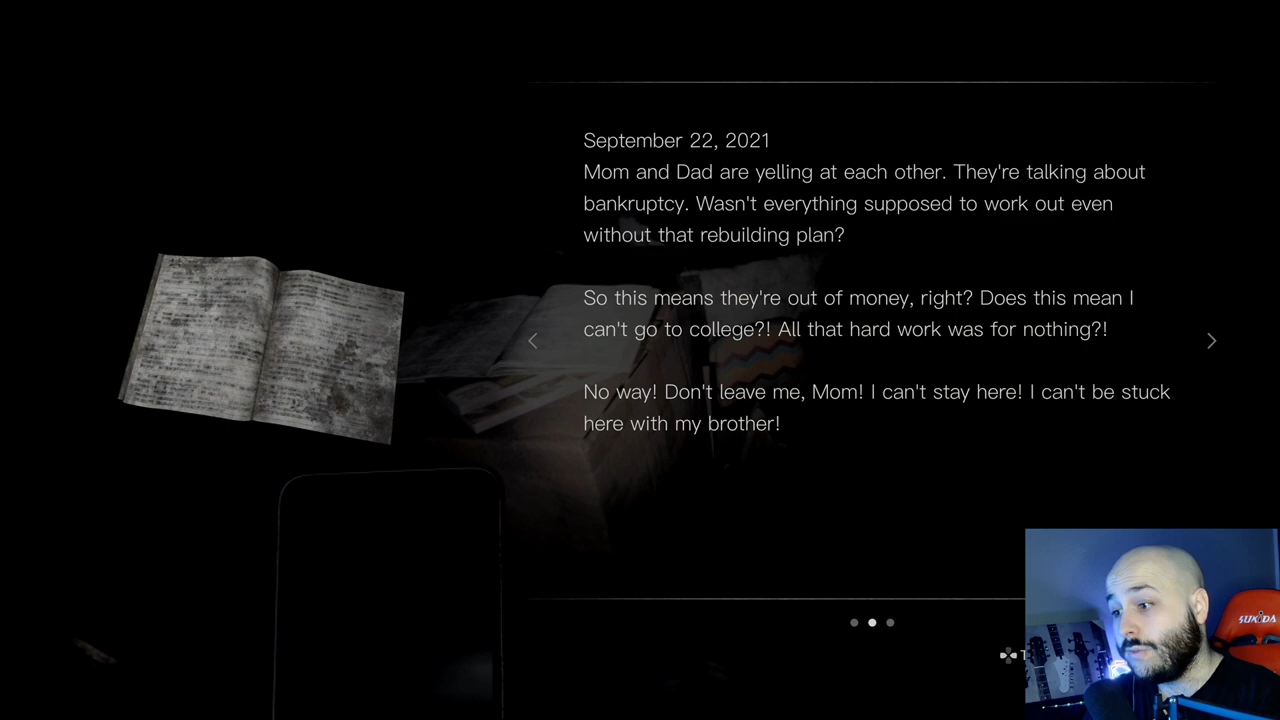 September 22, 2021
Mom and Dad are yelling at each other. They're talking about
bankruptcy. Wasn't everything supposed to work out even
without that rebuilding plan?
So this means they're out of money, right? Does this mean I
can't go to college?! All that hard work was for nothing?!
No way! Don't leave me, Mom! I can't stay here! I can't be stuck
here with my brother!